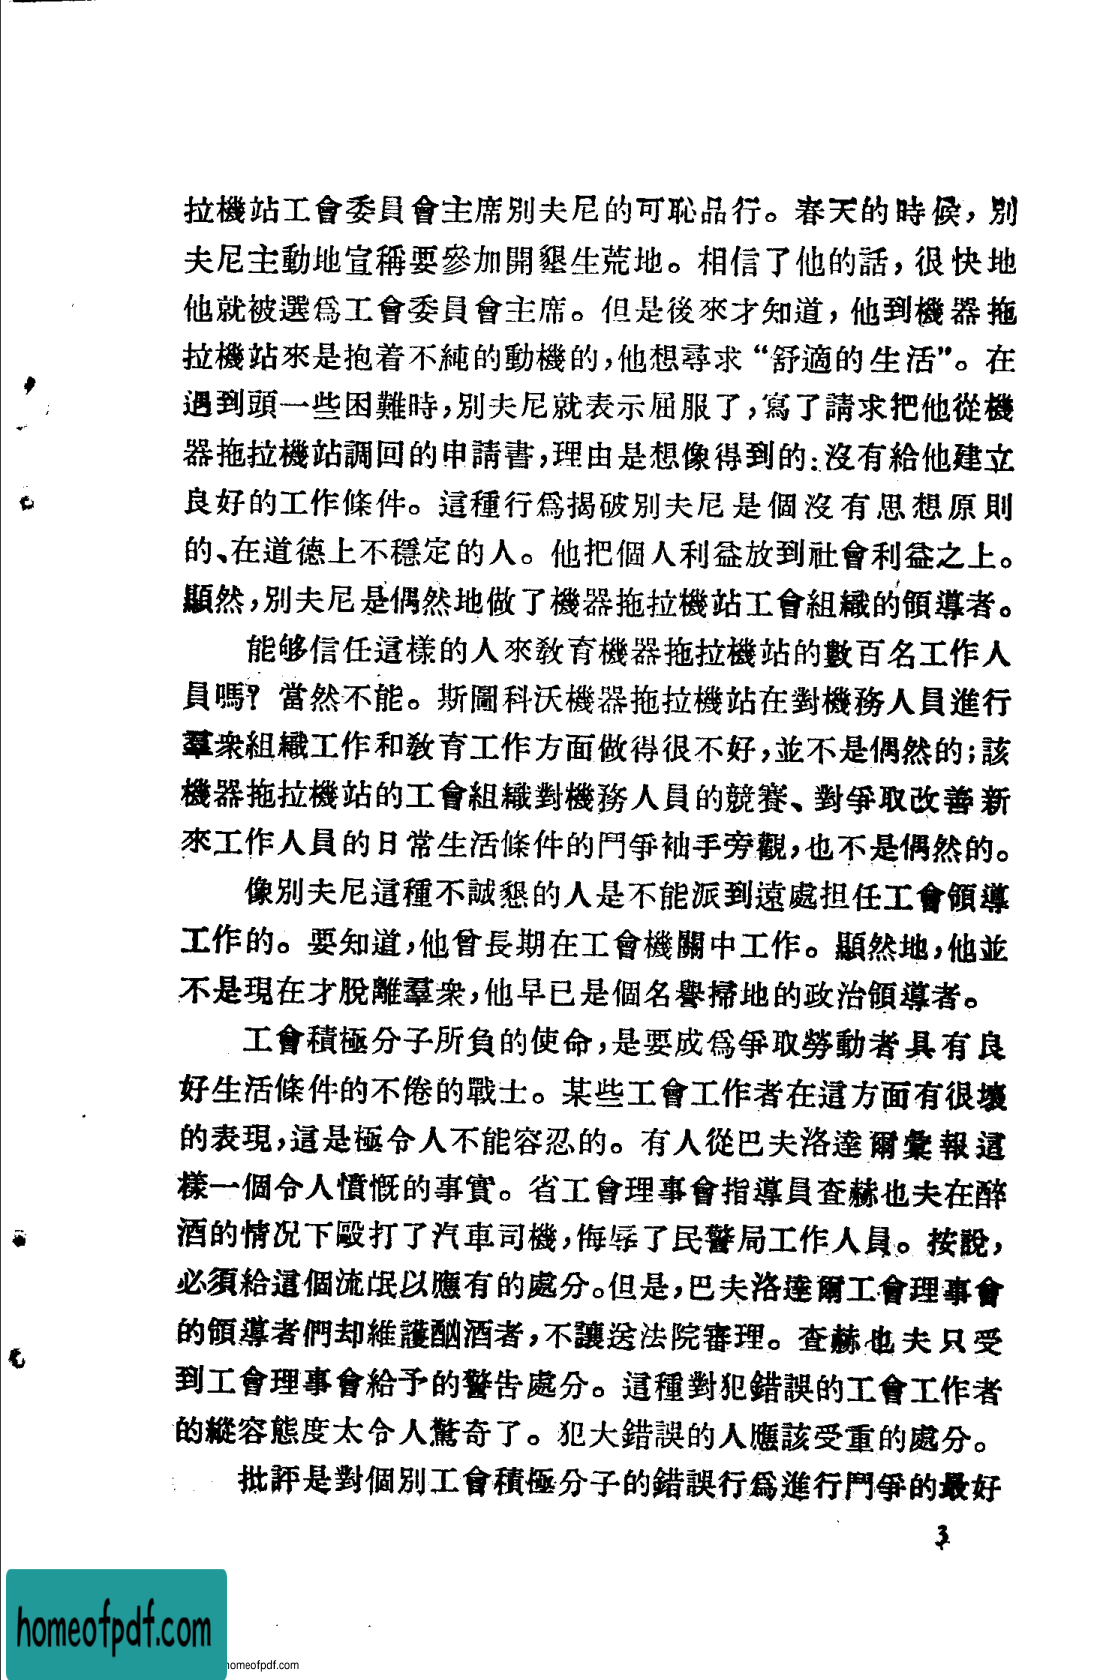 拉機站工會委員會主席別夫尼的可恥品行。春天的時候，別
夫尼主動地宣稱要參加開墾生荒地。相信了他的話，很快地
他就被選爲工會委員會主席。但是後來才知道，他到機器拖
拉機站來是抱着不純的動機的，他想尋求“舒適的生活”。在
遇到頭一些困難時，別夫尼就表示屈服了，寫了請求把他從機
器拖拉機站調回的申請書，理由是想像得到的：沒有給他建立
良好的工作條件。這種行爲揭破別夫尼是個沒有思想原則
的、在道德上不穩定的人。他把個人利益放到社會利益之上。
顯然，別夫尼是偶然地做了機器拖拉機站工會組織的領導者。
能够信任這樣的人來敎育機器拖拉機站的數百名工作人
員嗎？當然不能。斯圖科沃機器拖拉機站在對機務人員進行
羣衆組織工作和敎育工作方面做得很不好，並不是偶然的；該
機器拖拉機站的工會組織對機務人員的競賽、對爭取改善新
來工作人員的日常生活條件的鬥爭袖手旁觀，也不是偶然的。
像別夫尼這種不誠懇的人是不能派到遠處担任工會領導
工作的。要知道，他曾長期在工會機關中工作。顯然地，他並
不是現在才脫離羣衆，他早已是個名譽掃地的政治領導者。
工會積極分子所負的使命，是要成爲爭取勞動者具有良
好生活條件的不倦的戰士。某些工會工作者在這方面有很壞
的表現，這是極令人不能容忍的。有人從巴夫洛達爾彙報這
樣一個令人憤慨的事實。省工會理事會指導員查赫也夫在醉
酒的情况下毆打了汽車司機，侮辱了民警局工作人員。按說，
必須給這個流氓以應有的處分。但是，巴夫洛達爾工會理事會
的領導者們却維護酗酒者，不讓送法院審理。查赫也夫只受
到工會理事會給予的警告處分。這種對犯錯誤的工會工作者
的縱容態度太令人驚奇了。犯大錯誤的人應該受重的處分。
批評是對個別工會積極分子的錯誤行爲進行鬥爭的最好
3
homeofpdf.com
homeofpdf.com